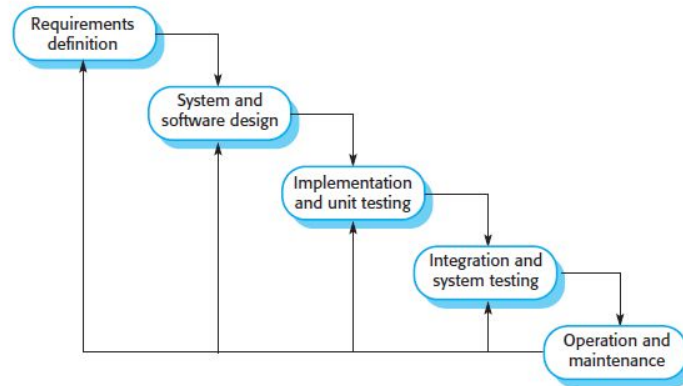 Requirements
definition
System and
software design
Implementation
and unit testing
Integration and
system testing
Operation and
maintenance